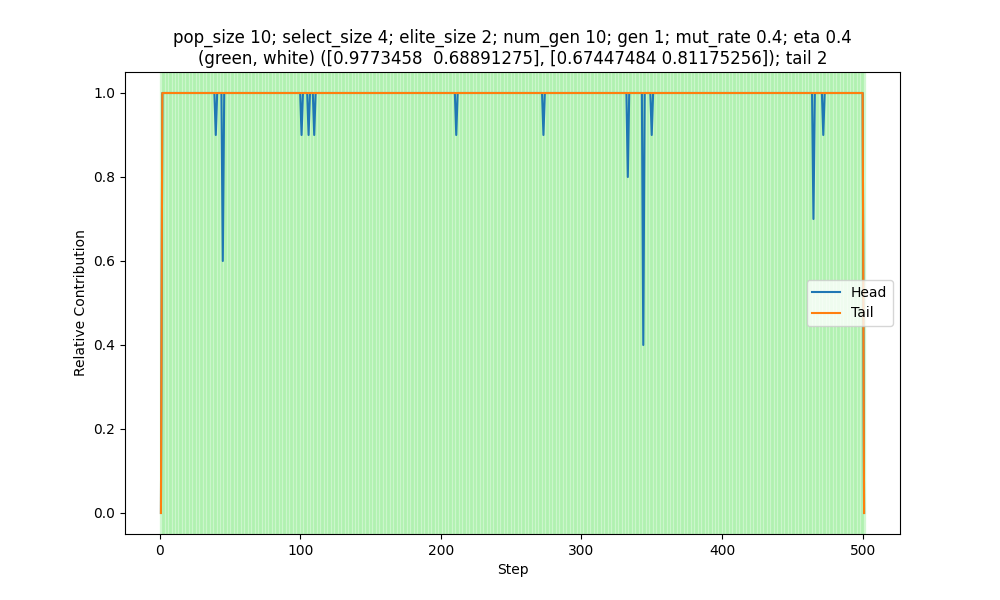 pop_size 10; select_size 4; elite_size 2; num_gen 10; gen 1; mut_rate 0.4; eta 0.4
(green, white) ([0.9773458  0.68891275], [0.67447484 0.81175256]); tail 2
1.0
0.8
0.6
0.4
0.2
0.0
Relative Contribution
Head
Tail
0 100 200 300 400 500
Step